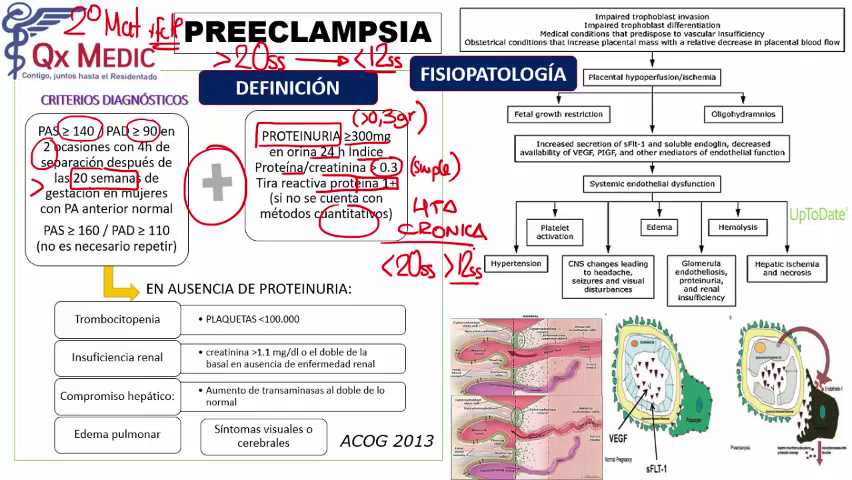 2º Mat
Qx MEDIC
Contigo, juntos hasta el Residentado
PREECLAMPSIA
>20ss → <12ss
DEFINICIÓN
FISIOPATOLOGÍA
CRITERIOS DIAGNÓSTICOS
PAS ≥ 140 / PAD ≥ 90 en
2 ocasiones con 4h de
separación después de
> las 20 semanas de
gestación en mujeres
con PA anterior normal
PAS ≥ 160 / PAD ≥ 110
(no es necesario repetir)
+
(>0,3gr)
PROTEINURIA ≥300mg
en orina 24 h Índice
Proteína/creatinina > 0.3
(simple)
Tira reactiva proteína 1+
(si no se cuenta con
métodos cuantitativos)
HTA
CRONICA
<20ss >12ss
EN AUSENCIA DE PROTEINURIA:
Trombocitopenia
• PLAQUETAS <100.000
Insuficiencia renal
• creatinina >1.1 mg/dl o el doble de la
basal en ausencia de enfermedad renal
Compromiso hepático:
• Aumento de transaminasas al doble de lo
normal
Edema pulmonar
Síntomas visuales o
cerebrales
ACOG 2013
Impaired trophoblast invasion
Impaired trophoblast differentiation
Medical conditions that predispose to vascular insufficiency
Obstetrical conditions that increase placental mass with a relative decrease in placental blood flow
Placental hypoperfusion/ischemia
Fetal growth restriction
Oligohydramnios
Increased secretion of sFlt-1 and soluble endoglin, decreased
availability of VEGF, PlGF, and other mediators of endothelial function
Systemic endothelial dysfunction
UpToDate®
Platelet
activation
Edema
Hemolysis
Hypertension
CNS changes leading
to headache,
seizures and visual
disturbances
Glomerula
endotheliosis,
proteinuria,
and renal
insufficiency
Hepatic ischemia
and necrosis
VEGF
sFLT-1
Normal Pregnancy